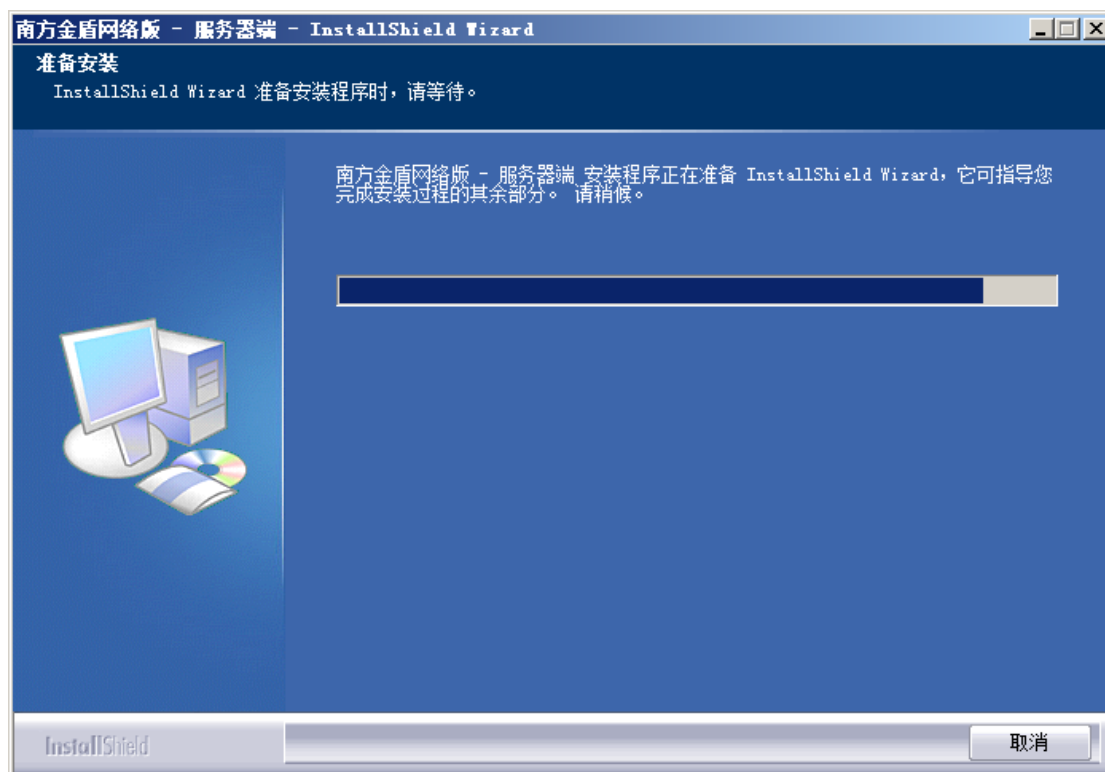 南方金盾网络版 - 服务器端 - InstallShield Wizard
准备安装
InstallShield Wizard 准备安装程序时，请等待。
南方金盾网络版 - 服务器端 安装程序正在准备 InstallShield Wizard，它可指导您
完成安装过程的其余部分。 请稍候。
InstallShield
取消